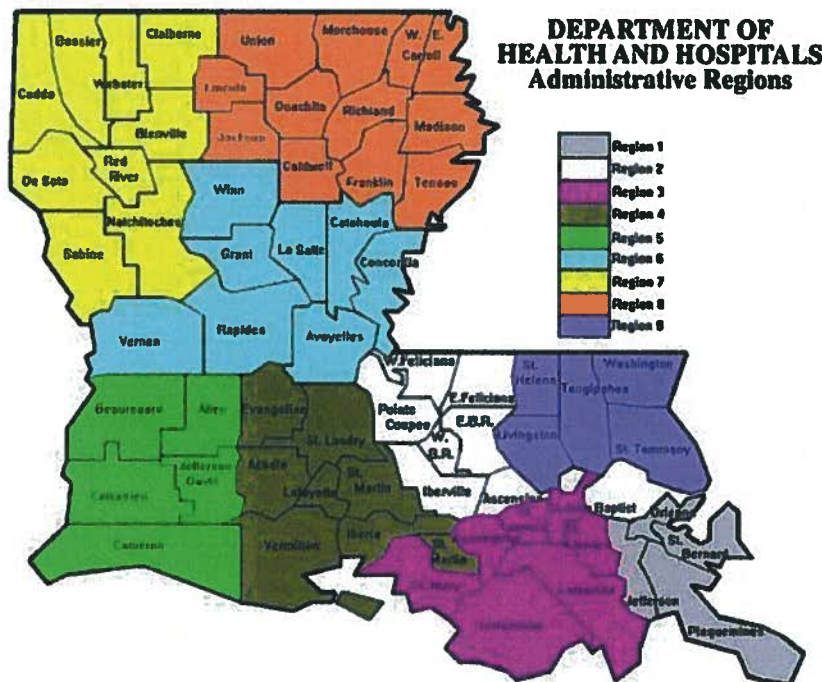 DEPARTMENT OF
HEALTH AND HOSPITALS
Administrative Regions
Region 1
Region 2
Region 3
Region 4
Region 5
Region 6
Region 7
Region 8
Region 9
Claiborne
Union
Morehouse
W.
E.
Carroll
Bossier
Webster
Caddo
Lincoln
Ouachita
Richland
Madison
Bienville
Jackson
Caldwell
Franklin
Tensas
De Soto
Red
River
Winn
Natchitoches
Catahoula
Sabine
Grant
La Salle
Concordia
Vernon
Rapides
Avoyelles
W.Feliciana
St.
Helena
Washington
Tangipahoa
E.Feliciana
Pointe
Coupee
E.B.R.
W.
B.R.
Beauregard
Allen
Evangeline
St. Landry
Livingston
St. Tammany
Calcasieu
Jefferson
Davis
Acadia
Lafayette
St.
Martin
Iberville
Ascension
Baptist
Orleans
St.
Bernard
Cameron
Vermilion
Iberia
St.
Martin
St. Mary
Jefferson
Plaquemines